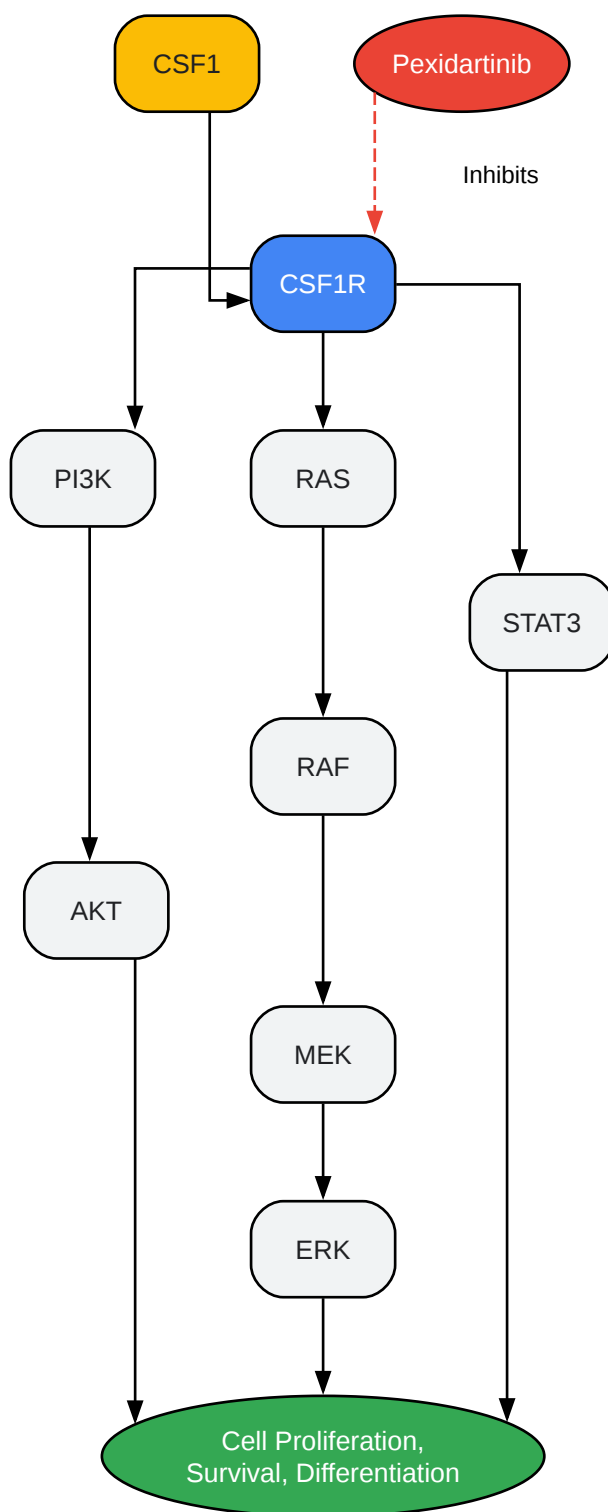 CSF1
Pexidartinib
Inhibits
CSF1R
PI3K
RAS
STAT3
RAF
AKT
MEK
ERK
Cell Proliferation,
Survival, Differentiation